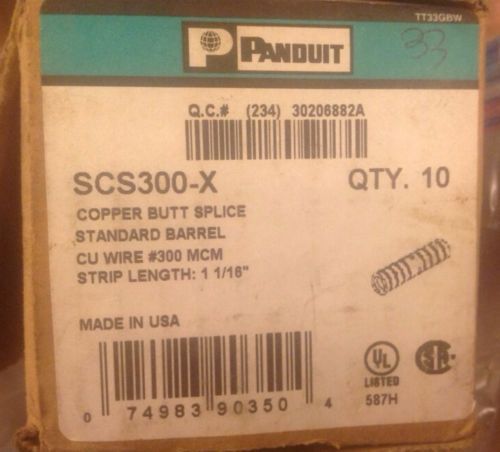 TT33GBW
33
P PANDUIT
Q.C.# (234) 30206882A
SCS300-X QTY. 10
COPPER BUTT SPLICE
STANDARD BARREL
CU WIRE #300 MCM
STRIP LENGTH: 1 1/16"
MADE IN USA
UL SA
LISTED
587H
0 74983 90350 4